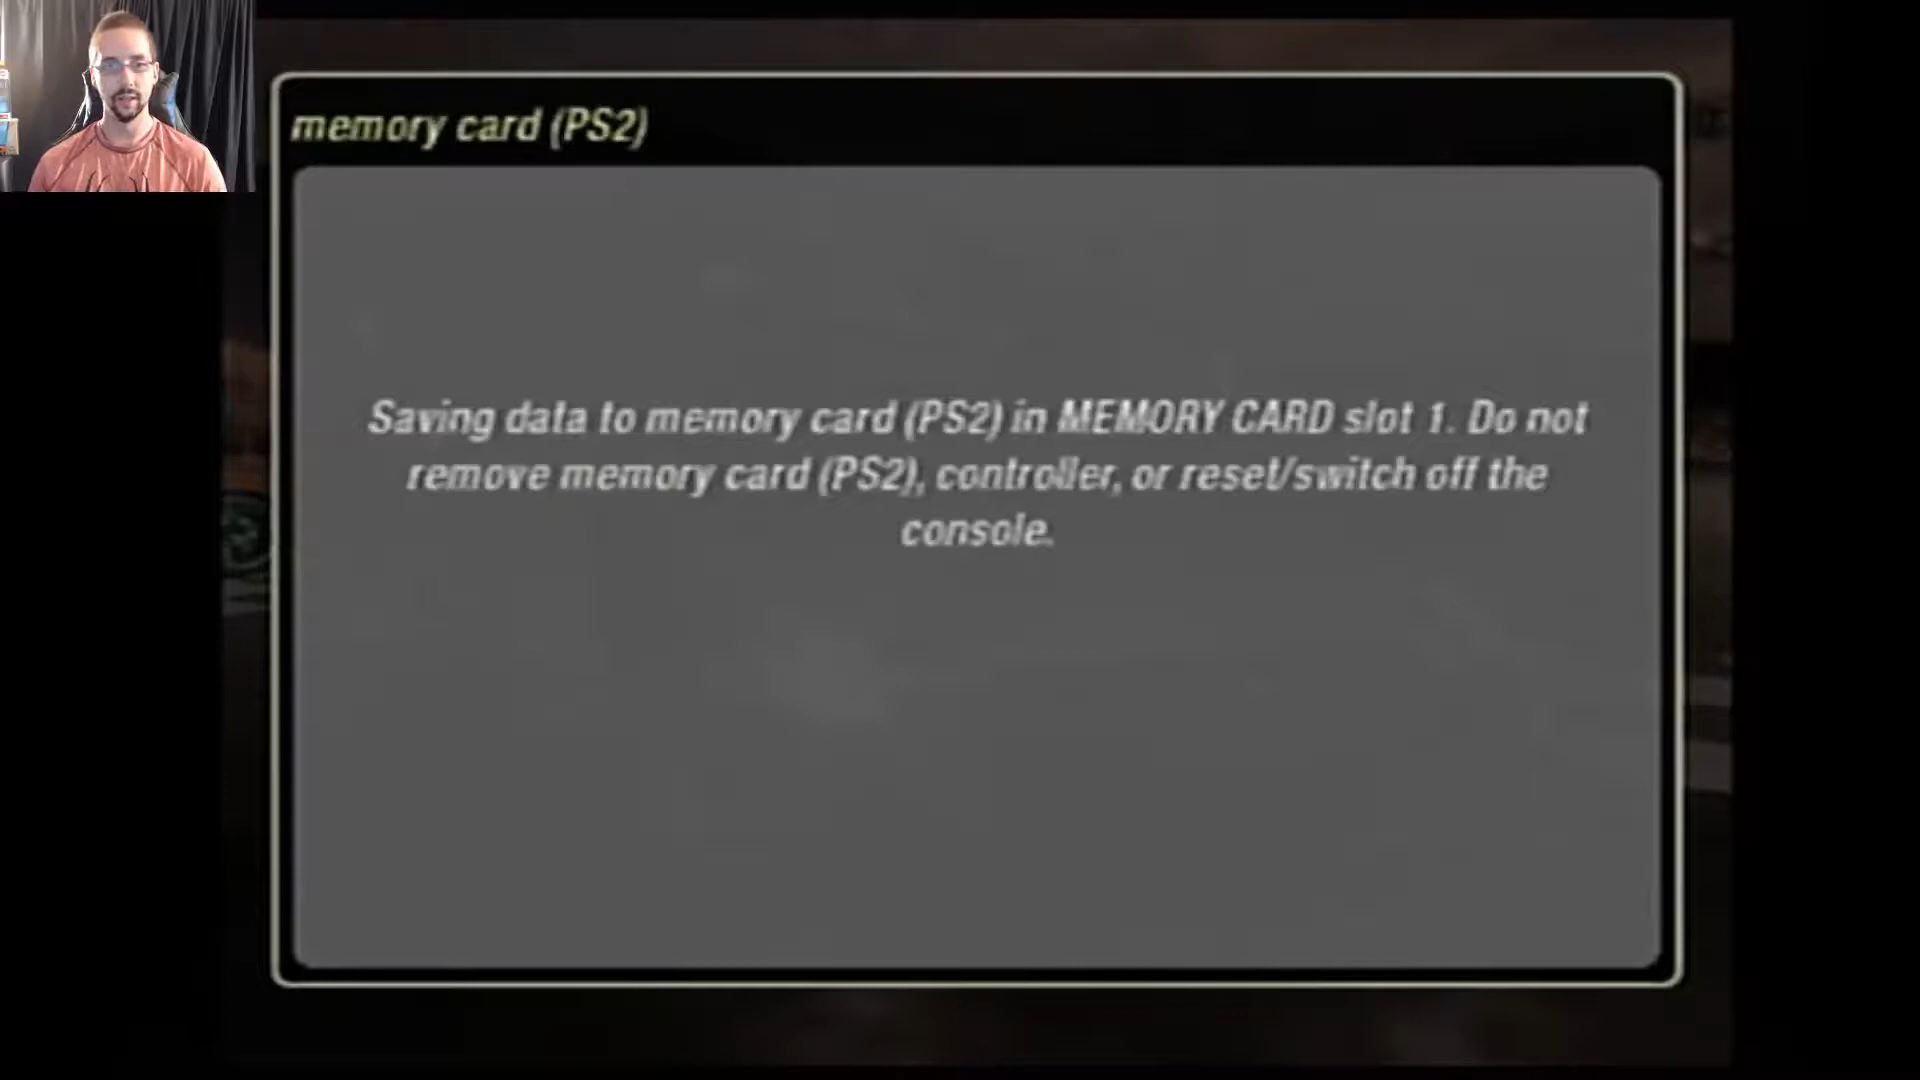 memory card (PS2)
Saving data to memory card (PS2) in MEMORY CARD slot 1. Do not
remove memory card (PS2), controller, or reset/switch off the
console.